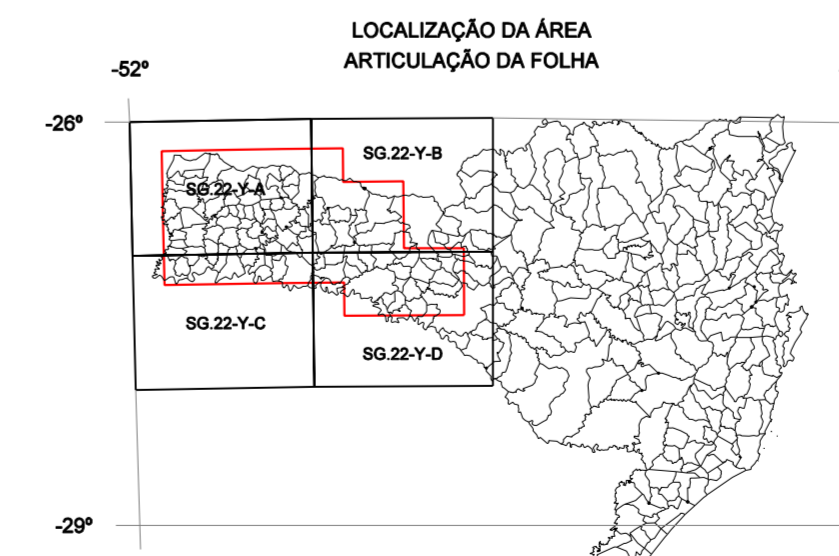 LOCALIZAÇÃO DA ÁREA
ARTICULAÇÃO DA FOLHA
-52º
-26º
SG.22-Y-B
SG.22-Y-A
SG.22-Y-C
SG.22-Y-D
-29º